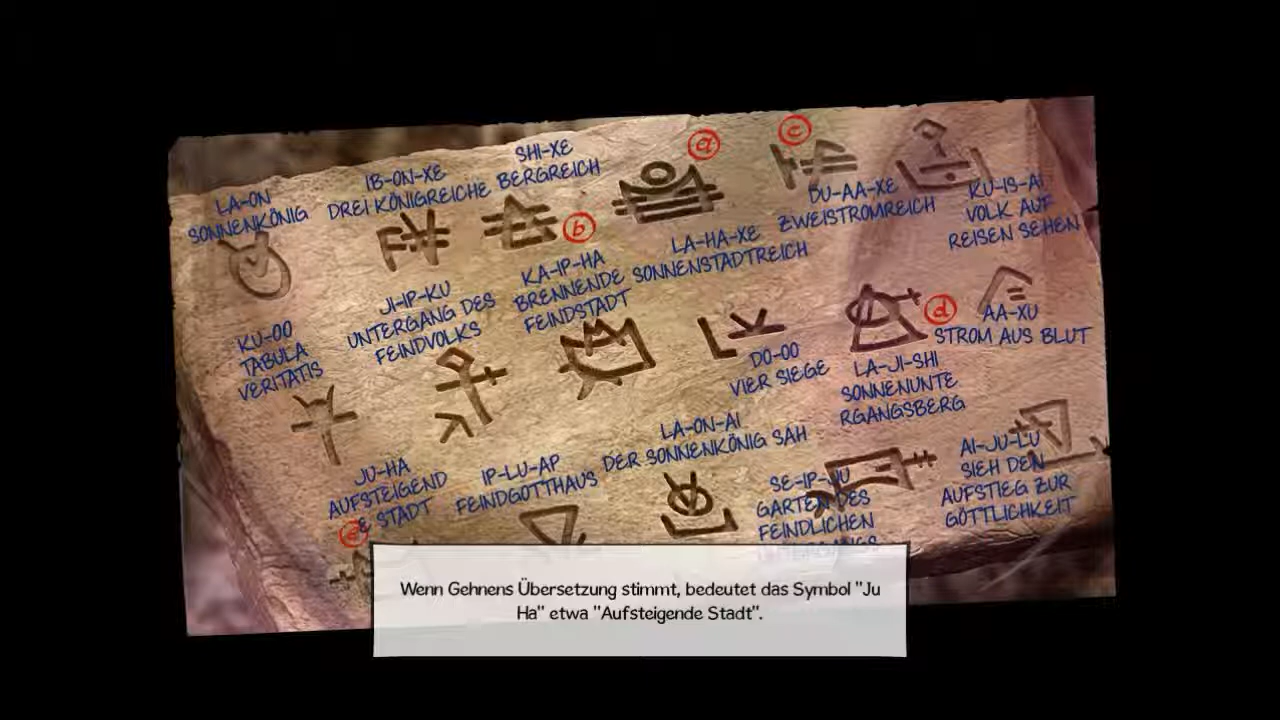 LA-ON
SONNENKÖNIG
IB-ON-XE
DREI KÖNIGREICHE
SHI-XE
BERGREICH
a
c
DU-AA-XE
ZWEISTROMREICH
KU-IS-AI
VOLK AUF
REISEN SEHEN
b
LA-HA-XE
SONNENSTADTREICH
KA-IP-HA
BRENNENDE
FEINDSTADT
JI-IP-KU
UNTERGANG DES
FEINDVOLKS
KU-OO
TABULA
VERITATIS
DO-OO
VIER SIEGE
d
AA-XU
STROM AUS BLUT
LA-JI-SHI
SONNENUNTE
RGANGSBERG
JU-HA
AUFSTEIGEND
E STADT
e
IP-LU-AP
FEINDGOTTHAUS
LA-ON-AI
DER SONNENKÖNIG SAH
SE-IP-JU
GARTEN DES
FEINDLICHEN
AI-JU-LU
SIEH DEN
AUFSTIEG ZUR
GÖTTLICHKEIT
Wenn Gehnens Übersetzung stimmt, bedeutet das Symbol "Ju
Ha" etwa "Aufsteigende Stadt".